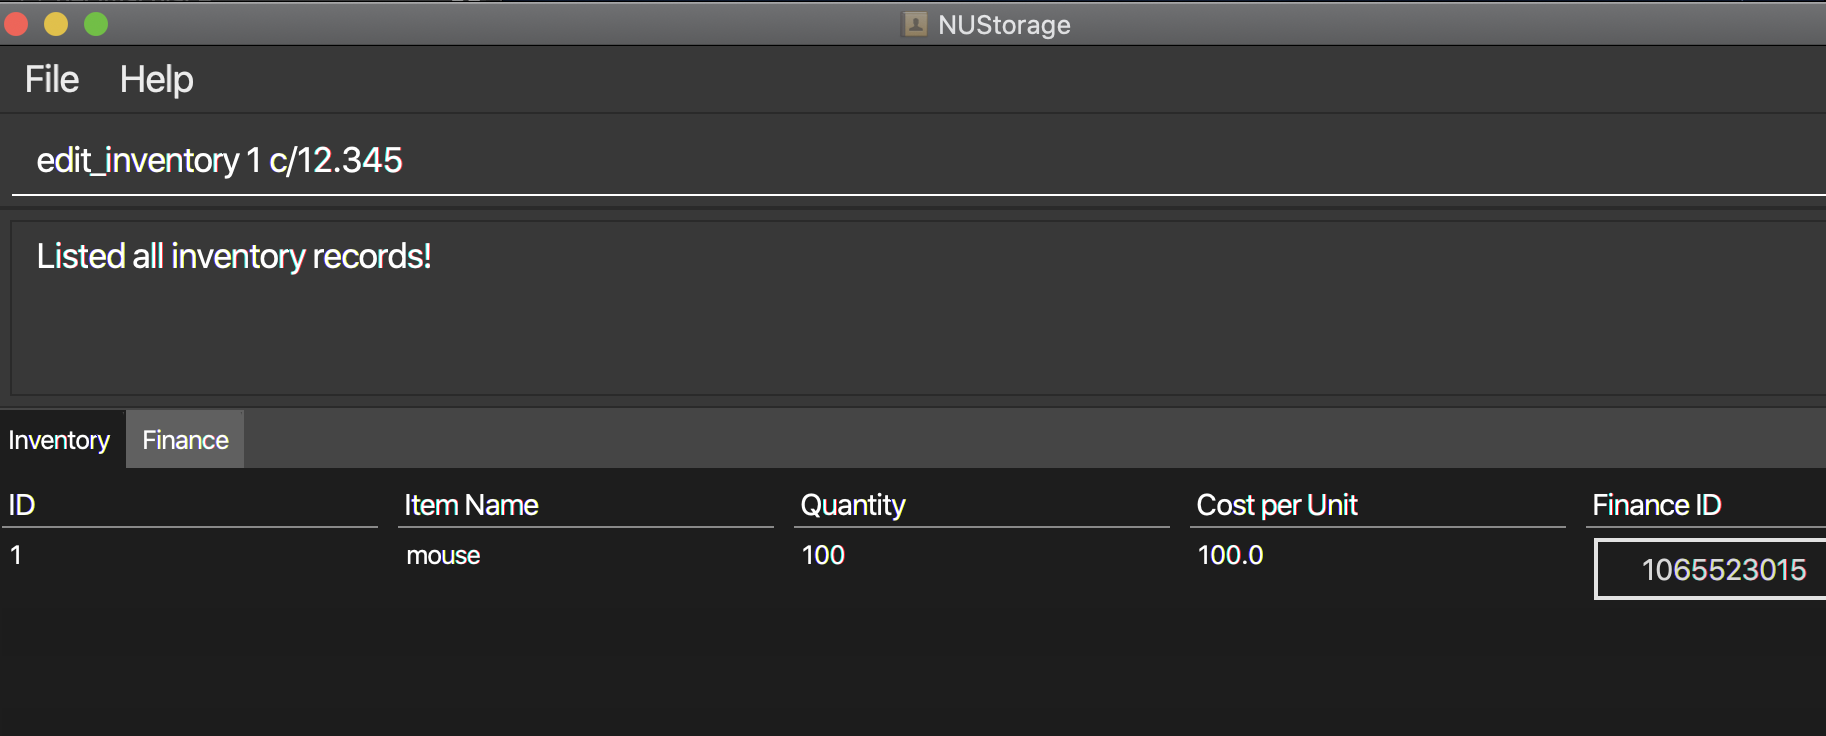 NUStorage
File Help
edit_inventory 1 c/12.345
Listed all inventory records!
Inventory Finance
ID Item Name Quantity Cost per Unit Finance ID
1 mouse 100 100.0 1065523015